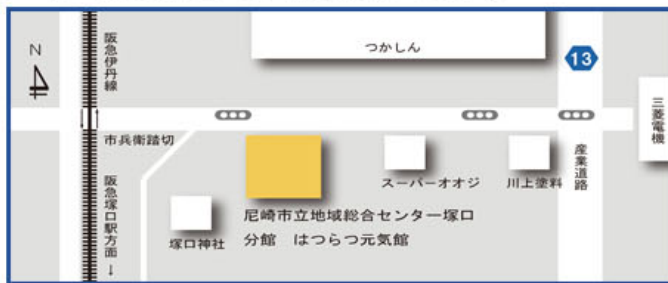 N
阪急伊丹線
つかしん
13
三菱電機
市兵衛踏切
阪急塚口駅方面↓
塚口神社
尼崎市立地域総合センター塚口
分館 はつらつ元気館
スーパーオオジ
川上塗料
産業道路